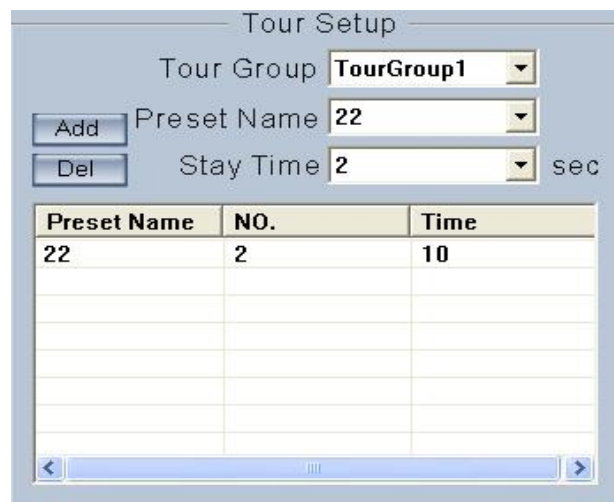 Tour Setup
Tour Group TourGroup1
Add Preset Name 22
Del Stay Time 2 sec
Preset Name NO. Time
22 2 10